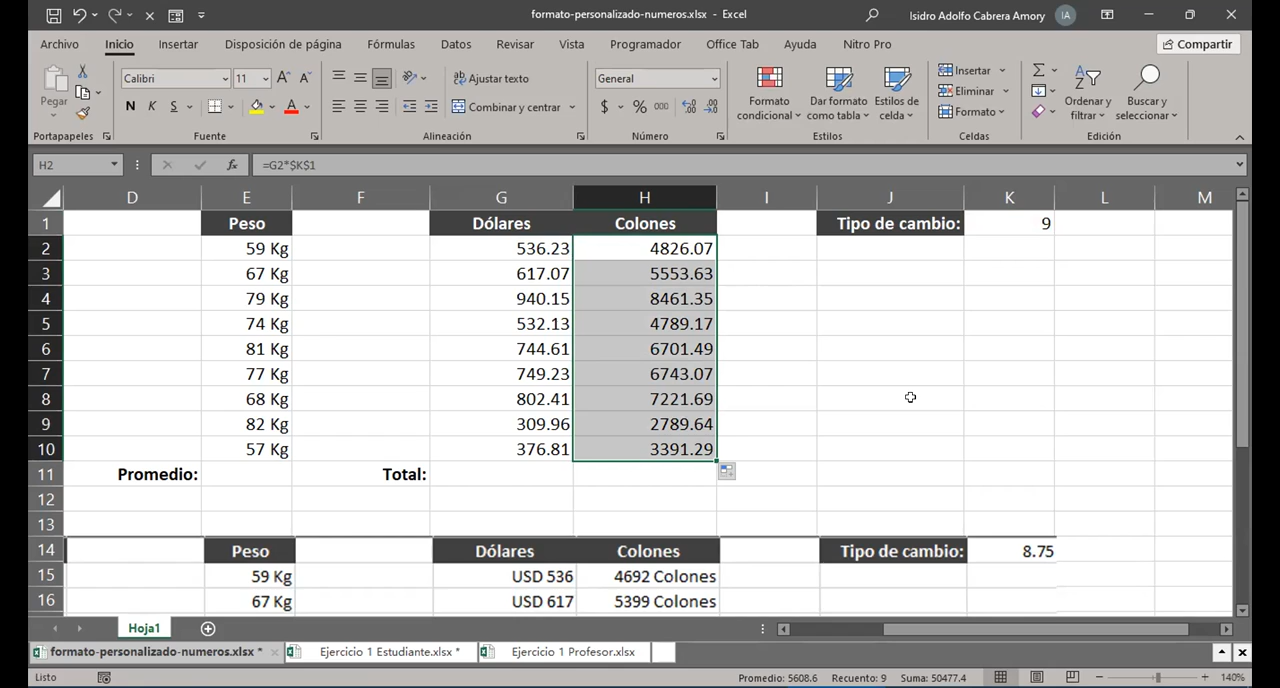 formato-personalizado-numeros.xlsx - Excel
Isidro Adolfo Cabrera Amory IA
Archivo Inicio Insertar Disposición de página Fórmulas Datos Revisar Vista Programador Office Tab Ayuda Nitro Pro Compartir
Pegar
Calibri 11
N K S A A A
Ajustar texto
Combinar y centrar
General
$ % 000
Formato condicional
Dar formato como tabla
Estilos de celda
Insertar
Eliminar
Formato
Ordenar y filtrar
Buscar y seleccionar
Portapapeles Fuente Alineación Número Estilos Celdas Edición
H2 fx =G2*$K$1
D E F G H I J K L M
1 Peso Dólares Colones Tipo de cambio: 9
2 59 Kg 536.23 4826.07
3 67 Kg 617.07 5553.63
4 79 Kg 940.15 8461.35
5 74 Kg 532.13 4789.17
6 81 Kg 744.61 6701.49
7 77 Kg 749.23 6743.07
8 68 Kg 802.41 7221.69
9 82 Kg 309.96 2789.64
10 57 Kg 376.81 3391.29
11 Promedio: Total:
12
13
14 Peso Dólares Colones Tipo de cambio: 8.75
15 59 Kg USD 536 4692 Colones
16 67 Kg USD 617 5399 Colones
Hoja1
formato-personalizado-numeros.xlsx * Ejercicio 1 Estudiante.xlsx * Ejercicio 1 Profesor.xlsx
Listo Promedio: 5608.6 Recuento: 9 Suma: 50477.4 140%